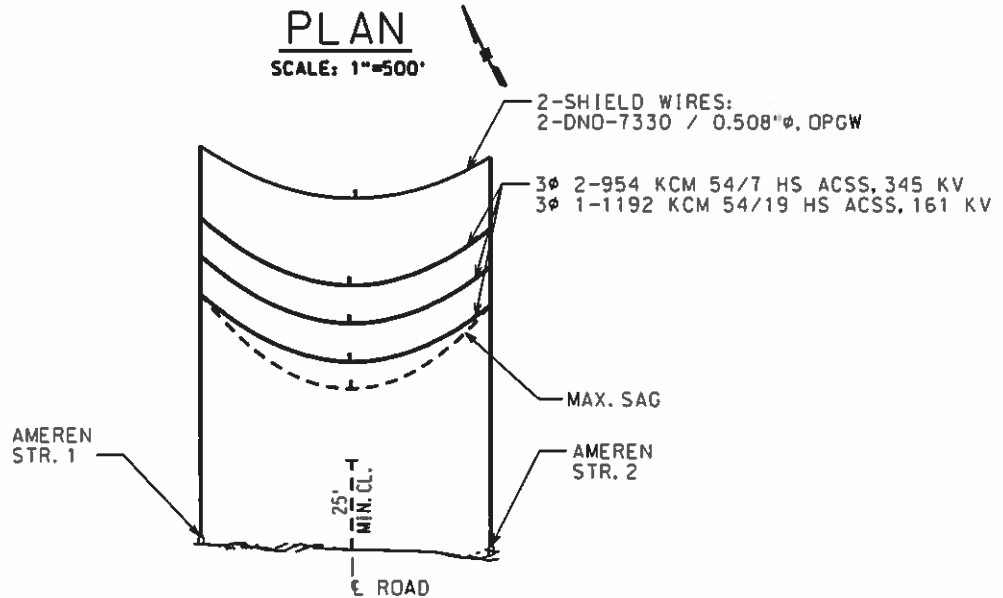 PLAN
SCALE: 1"=500'
2-SHIELD WIRES:
2-DNO-7330 / 0.508"ø, OPGW
3ø 2-954 KCM 54/7 HS ACSS, 345 KV
3ø 1-1192 KCM 54/19 HS ACSS, 161 KV
MAX. SAG
AMEREN
STR. 1
AMEREN
STR. 2
25'
MIN. CL.
℄ ROAD